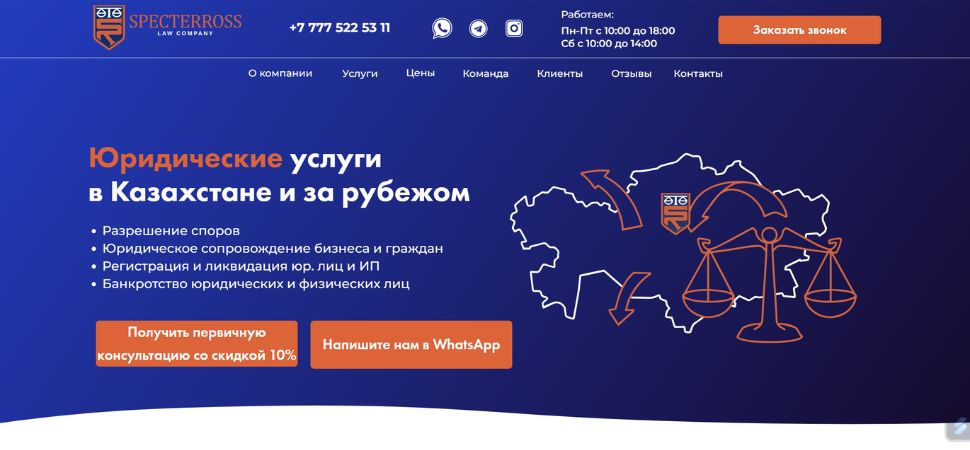 SPECTERROSS
LAW COMPANY
+7 777 522 53 11
Работаем:
Пн-Пт с 10:00 до 18:00
Сб с 10:00 до 14:00
Заказать звонок
О компании Услуги Цены Команда Клиенты Отзывы Контакты
Юридические услуги
в Казахстане и за рубежом
• Разрешение споров
• Юридическое сопровождение бизнеса и граждан
• Регистрация и ликвидация юр. лиц и ИП
• Банкротство юридических и физических лиц
Получить первичную
консультацию со скидкой 10%
Напишите нам в WhatsApp